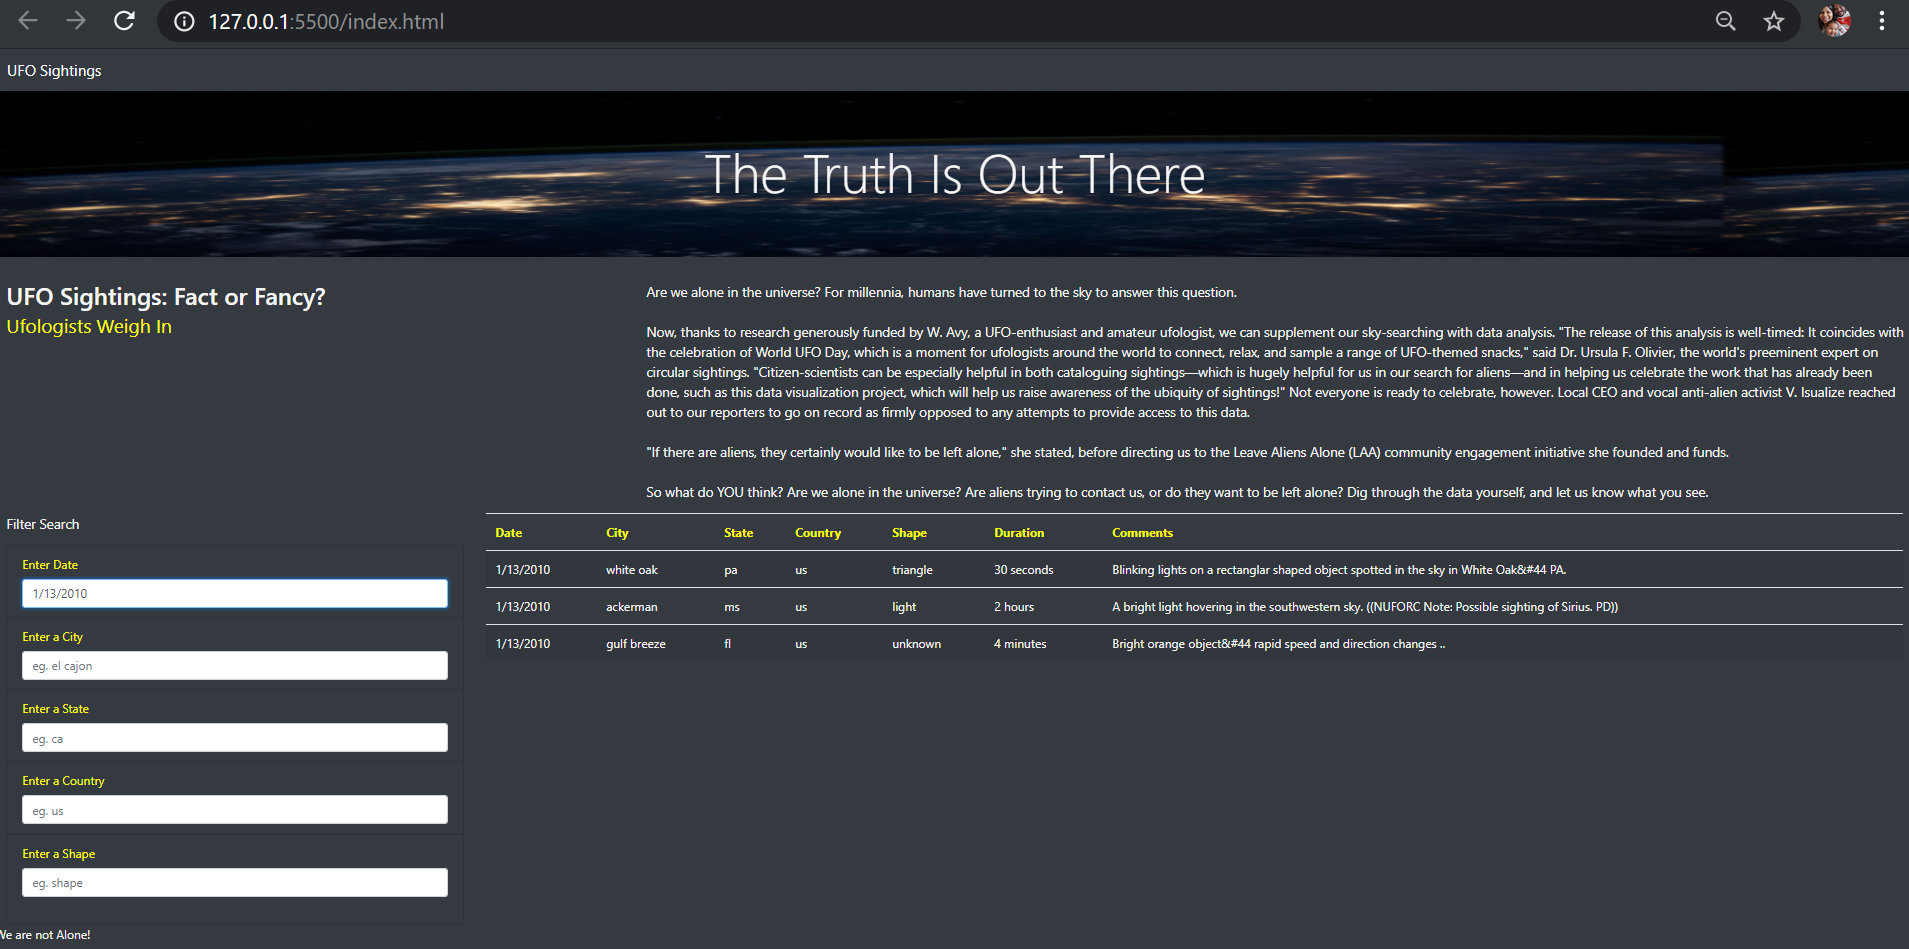 127.0.0.1:5500/index.html
UFO Sightings
The Truth Is Out There
UFO Sightings: Fact or Fancy?
Ufologists Weigh In
Are we alone in the universe? For millennia, humans have turned to the sky to answer this question.
Now, thanks to research generously funded by W. Avy, a UFO-enthusiast and amateur ufologist, we can supplement our sky-searching with data analysis. "The release of this analysis is well-timed: It coincides with
the celebration of World UFO Day, which is a moment for ufologists around the world to connect, relax, and sample a range of UFO-themed snacks," said Dr. Ursula F. Olivier, the world's preeminent expert on
circular sightings. "Citizen-scientists can be especially helpful in both cataloguing sightings—which is hugely helpful for us in our search for aliens—and in helping us celebrate the work that has already been
done, such as this data visualization project, which will help us raise awareness of the ubiquity of sightings!" Not everyone is ready to celebrate, however. Local CEO and vocal anti-alien activist V. Isualize reached
out to our reporters to go on record as firmly opposed to any attempts to provide access to this data.
"If there are aliens, they certainly would like to be left alone," she stated, before directing us to the Leave Aliens Alone (LAA) community engagement initiative she founded and funds.
So what do YOU think? Are we alone in the universe? Are aliens trying to contact us, or do they want to be left alone? Dig through the data yourself, and let us know what you see.
Filter Search
Enter Date
1/13/2010
Enter a City
eg. el cajon
Enter a State
eg. ca
Enter a Country
eg. us
Enter a Shape
eg. shape
Date City State Country Shape Duration Comments
1/13/2010 white oak pa us triangle 30 seconds Blinking lights on a rectanglar shaped object spotted in the sky in White Oak&#44 PA.
1/13/2010 ackerman ms us light 2 hours A bright light hovering in the southwestern sky. ((NUFORC Note: Possible sighting of Sirius. PD))
1/13/2010 gulf breeze fl us unknown 4 minutes Bright orange object&#44 rapid speed and direction changes ..
We are not Alone!